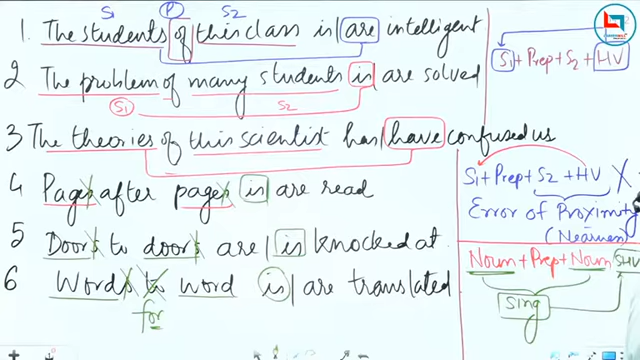 S1 P S2
1. The students of this class is | are intelligent
2 The problem of many students is | are solved
S1 S2
3 The theories of this scientist has | have confused us
4 Pages after pages is | are read
5 Doors to doors are | is knocked at
6 Words to word is | are translated
for
S1 + Prep + S2 + HV
S1 + Prep + S2 + HV X
Error of Proximity
(Nearness)
Noun + Prep + Noun SHV
Sing